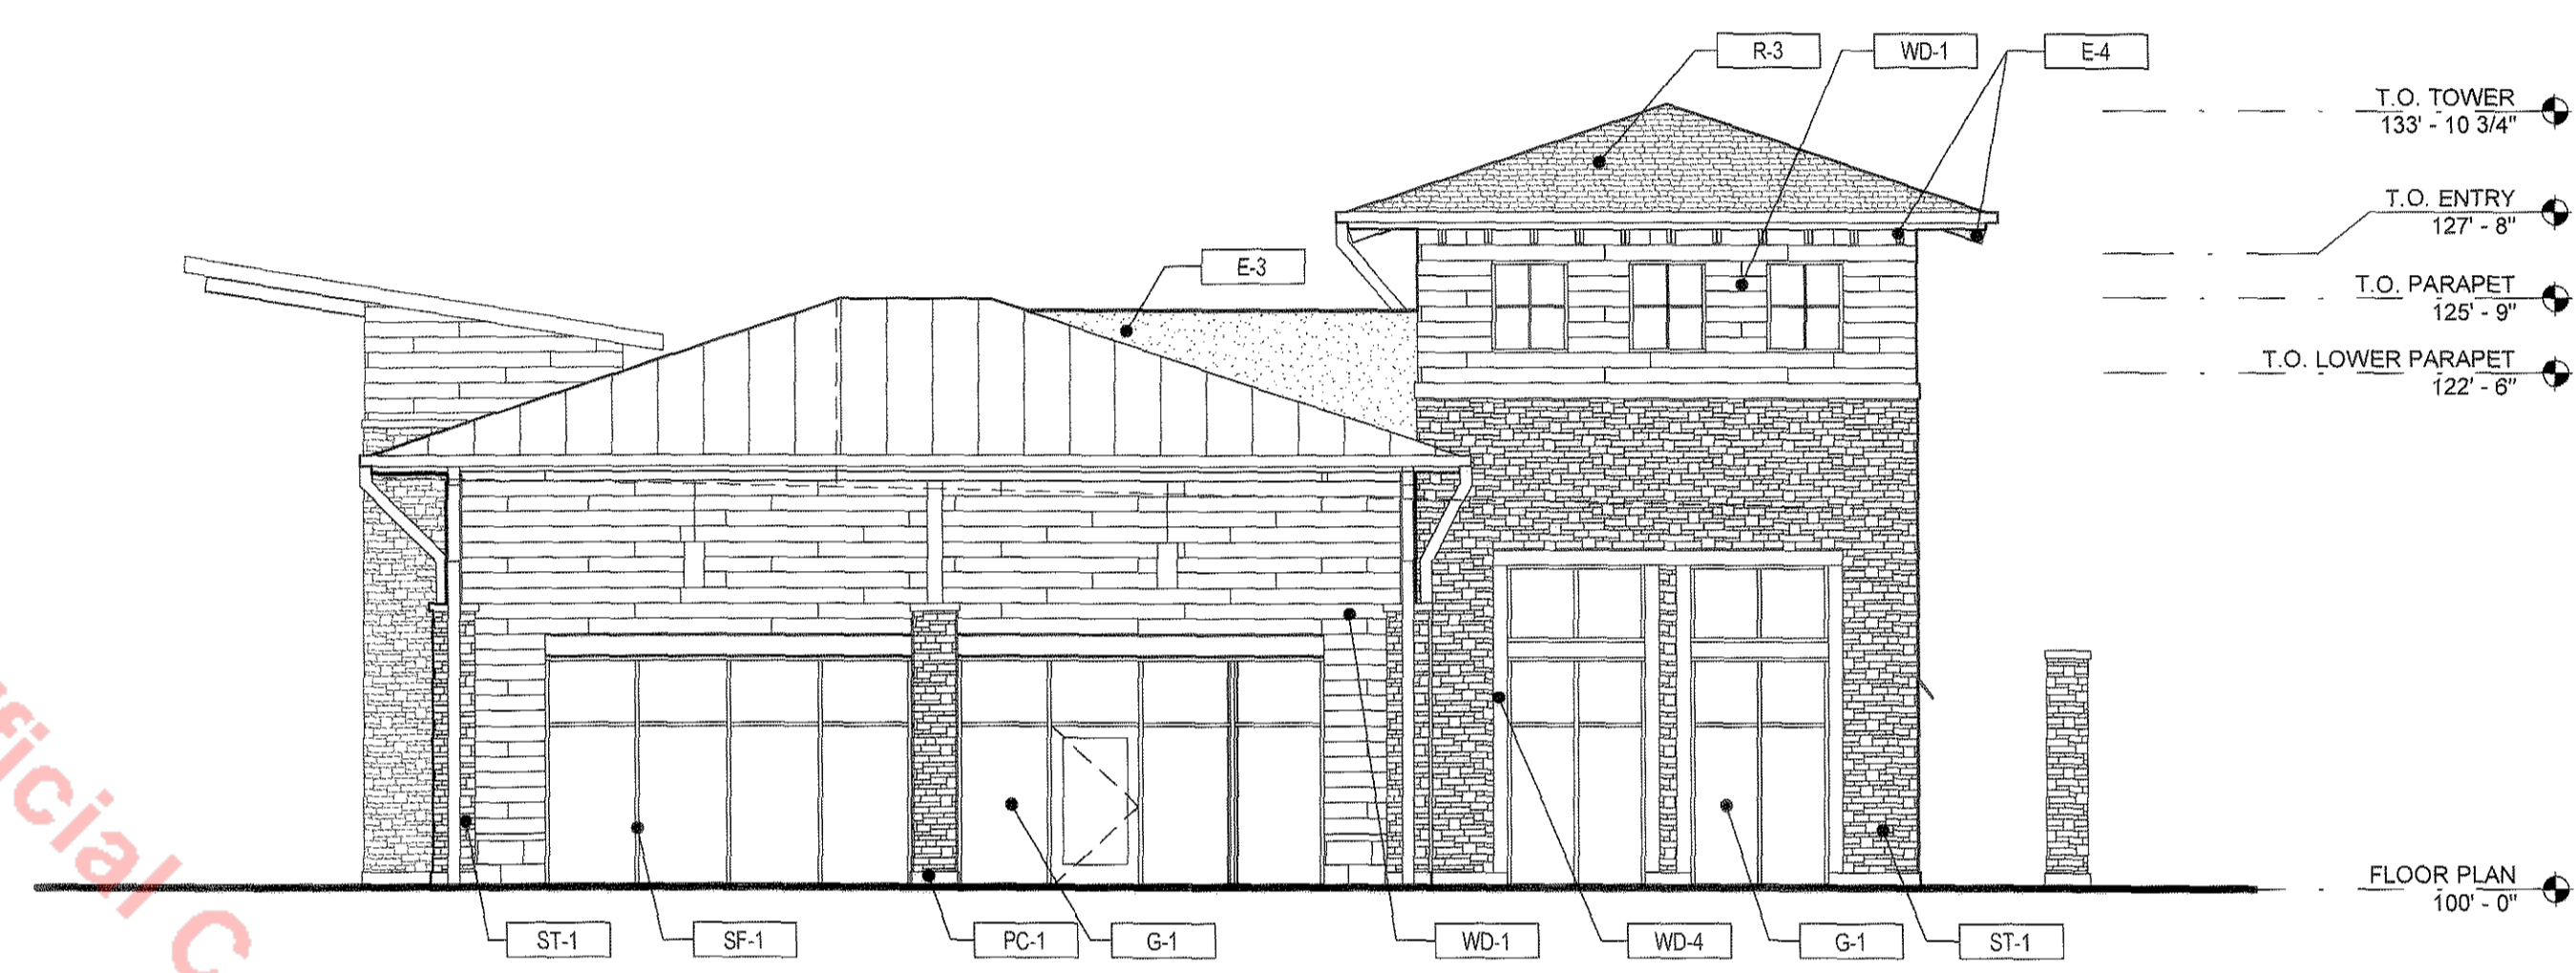 R-3
WD-1
E-4
T.O. TOWER
133' - 10 3/4"
T.O. ENTRY
127' - 8"
E-3
T.O. PARAPET
125' - 9"
T.O. LOWER PARAPET
122' - 6"
FLOOR PLAN
100' - 0"
ST-1
SF-1
PC-1
G-1
WD-1
WD-4
G-1
ST-1
ficial C